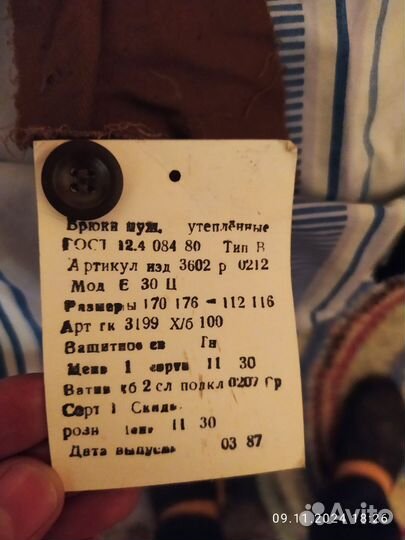 Брюки муж. утеплённые
ГОСТ 12.4 084 80 Тип В
Артикул изд 3602 р 0212
Мод Е 30 Ц
Размеры 170 176 - 112 116
Арт тк 3199 Х/б 100
Защитное
Цена 1 сорта 11 30
Ватин хб 2 сл подкл 0207 Гр
Сорт 1 Скидк
розн Цена 11 30
Дата выпуска 03 87
Avito
09.11.2024 18:26